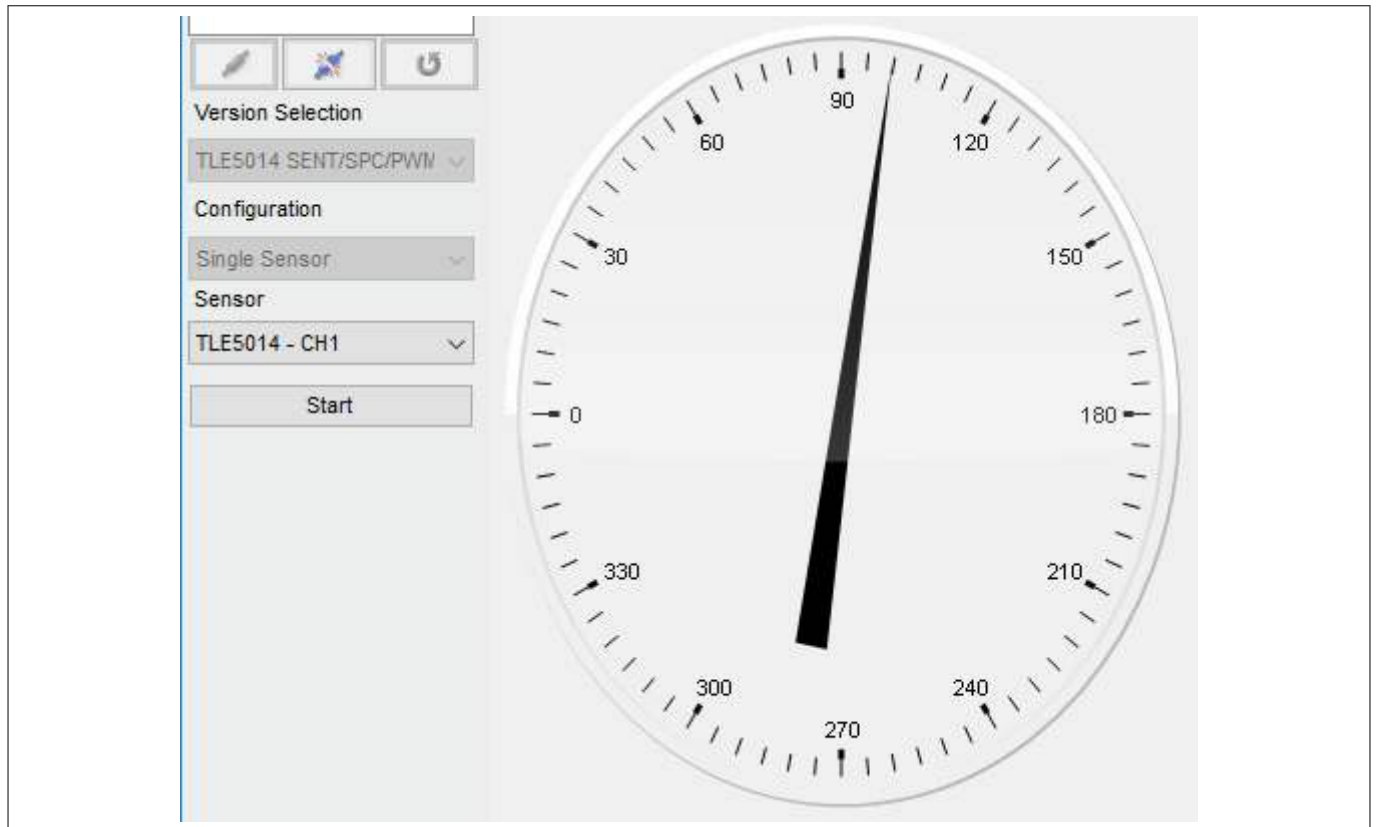 Version Selection
TLE5014 SENT/SPC/PWM
Configuration
Single Sensor
Sensor
TLE5014 - CH1
Start
90
60
120
30
150
0
180
330
210
300
240
270